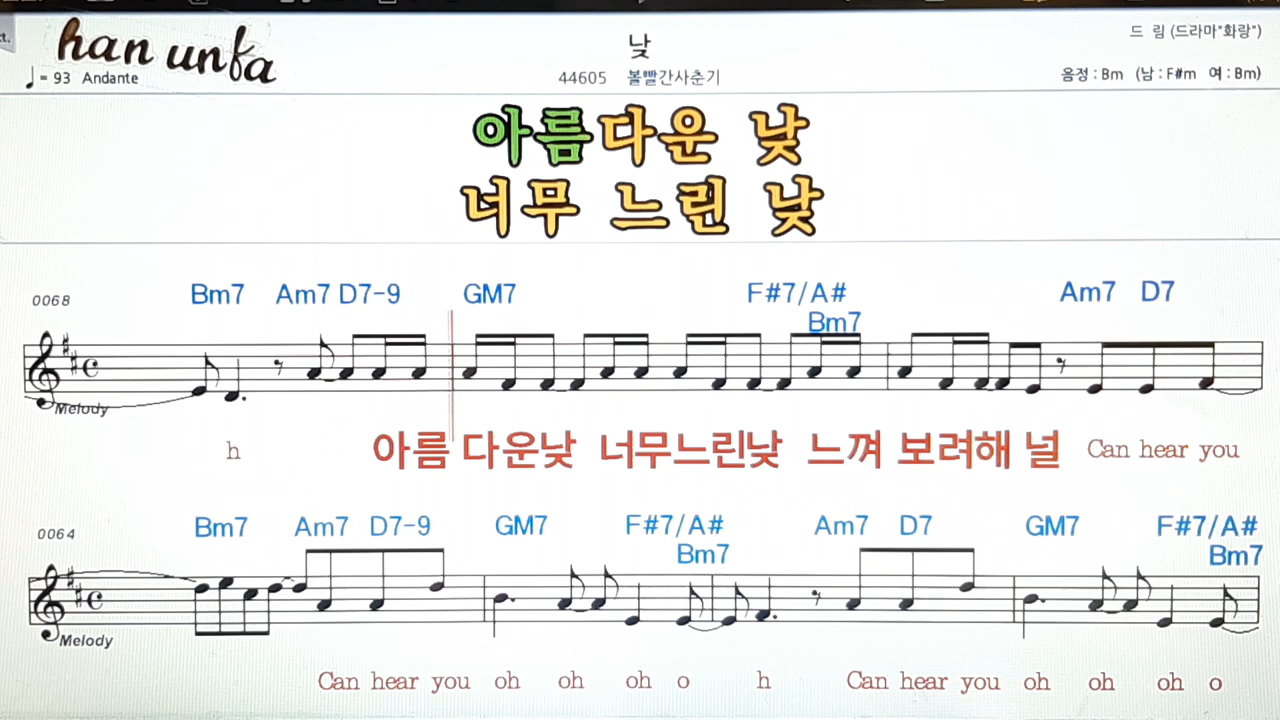 ct.
han unfa
낮
드 림 (드라마"화랑")
♩= 93 Andante
44605 볼빨간사춘기
음정 : Bm (남 : F#m 여 : Bm)
아름다운 낮
너무 느린 낮
0068
Bm7 Am7 D7-9 GM7 F#7/A# Am7 D7
Bm7
Melody
h 아름 다운낮 너무느린낮 느껴 보려해 널 Can hear you
0064
Bm7 Am7 D7-9 GM7 F#7/A# Am7 D7 GM7 F#7/A#
Bm7 Bm7
Melody
Can hear you oh oh oh o h Can hear you oh oh oh o